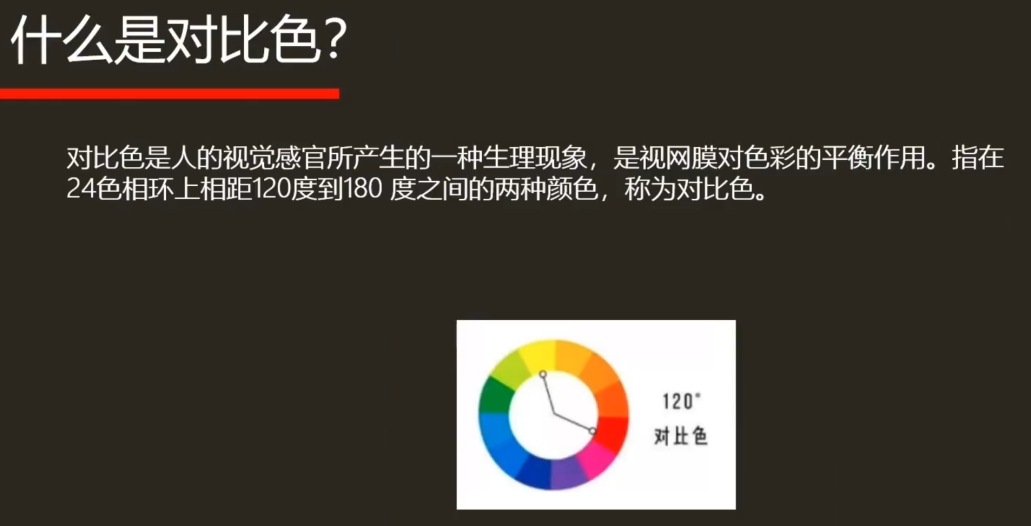 什么是对比色？
对比色是人的视觉感官所产生的一种生理现象，是视网膜对色彩的平衡作用。指在
24色相环上相距120度到180 度之间的两种颜色，称为对比色。
120°
对比色